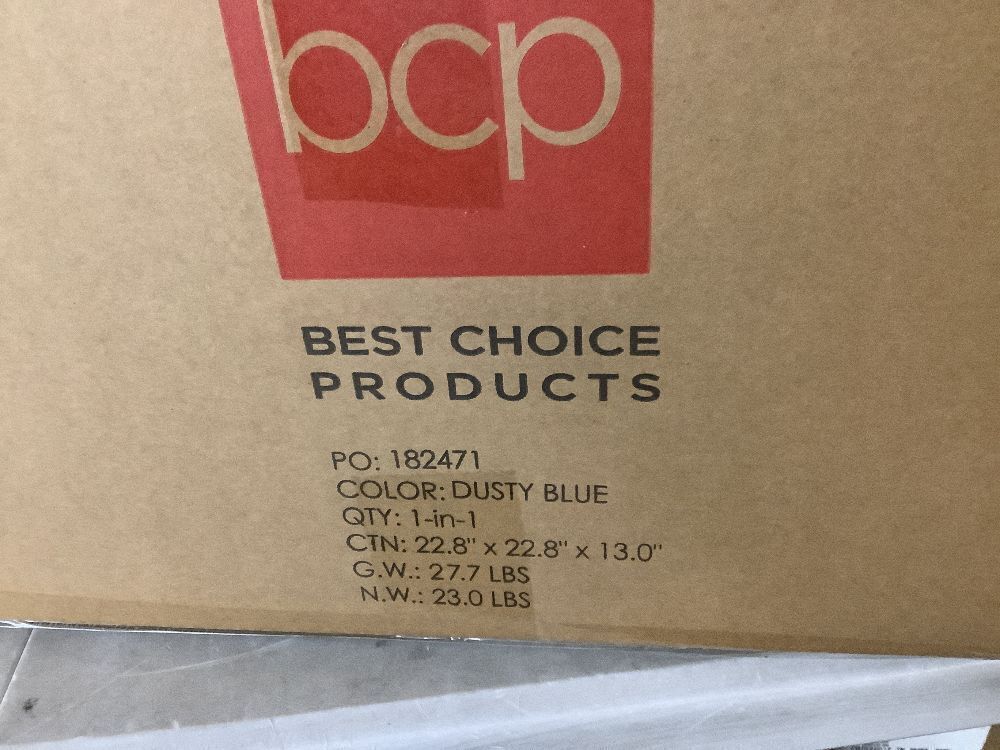 bcp
BEST CHOICE
PRODUCTS
PO: 182471
COLOR: DUSTY BLUE
QTY: 1-in-1
CTN: 22.8" x 22.8" x 13.0"
G.W.: 27.7 LBS
N.W.: 23.0 LBS